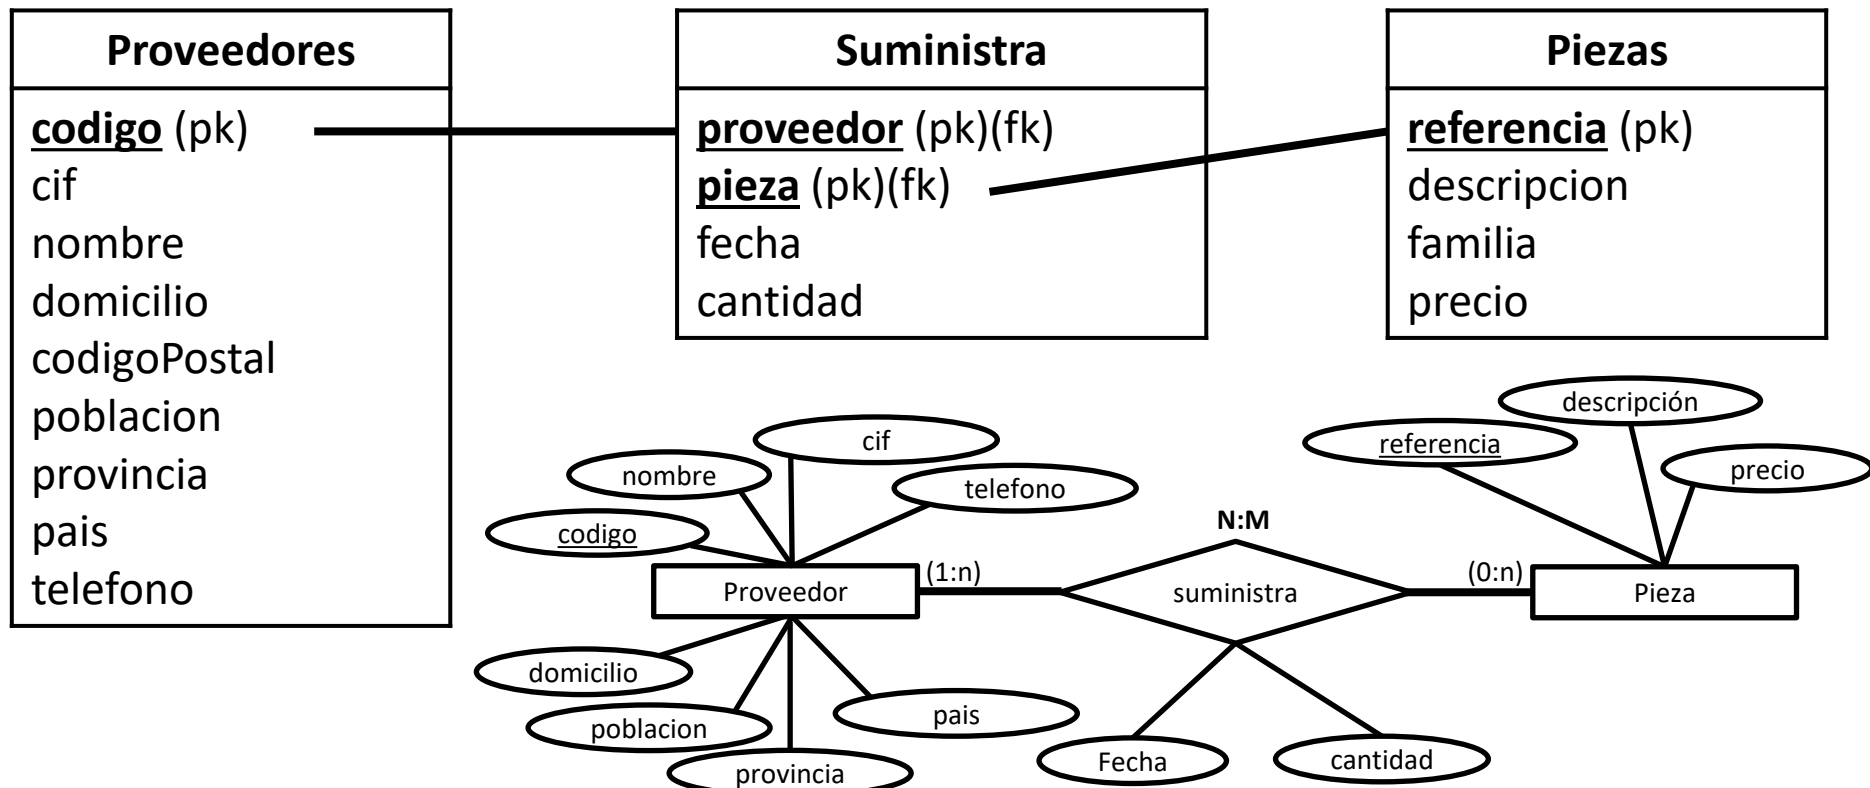 Proveedores
codigo (pk)
cif
nombre
domicilio
codigoPostal
poblacion
provincia
pais
telefono
Suministra
proveedor (pk)(fk)
pieza (pk)(fk)
fecha
cantidad
Piezas
referencia (pk)
descripcion
familia
precio
cif
nombre
telefono
codigo
Proveedor
(1:n)
N:M
suministra
(0:n)
Pieza
referencia
descripción
precio
domicilio
poblacion
provincia
pais
Fecha
cantidad